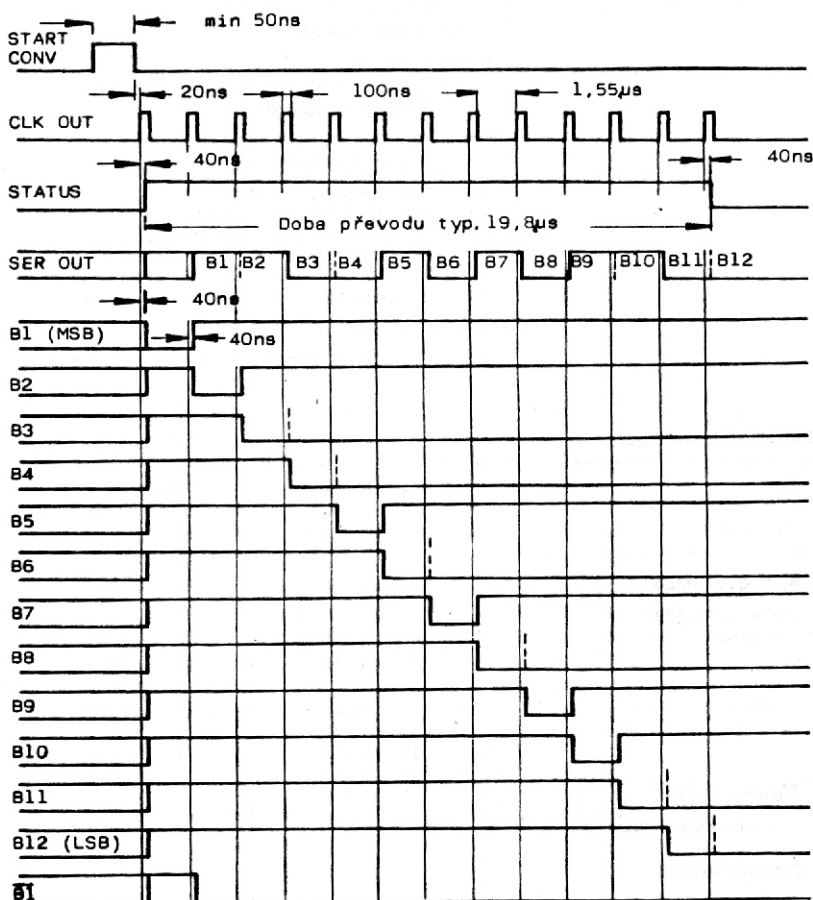 min 50ns
START
CONV
20ns 100ns 1,55µs
CLK OUT
40ns 40ns
STATUS
Doba převodu typ. 19,8µs
SER OUT B1 B2 B3 B4 B5 B6 B7 B8 B9 B10 B11 B12
40ns
B1 (MSB) 40ns
B2
B3
B4
B5
B6
B7
B8
B9
B10
B11
B12 (LSB)
B̅1̅